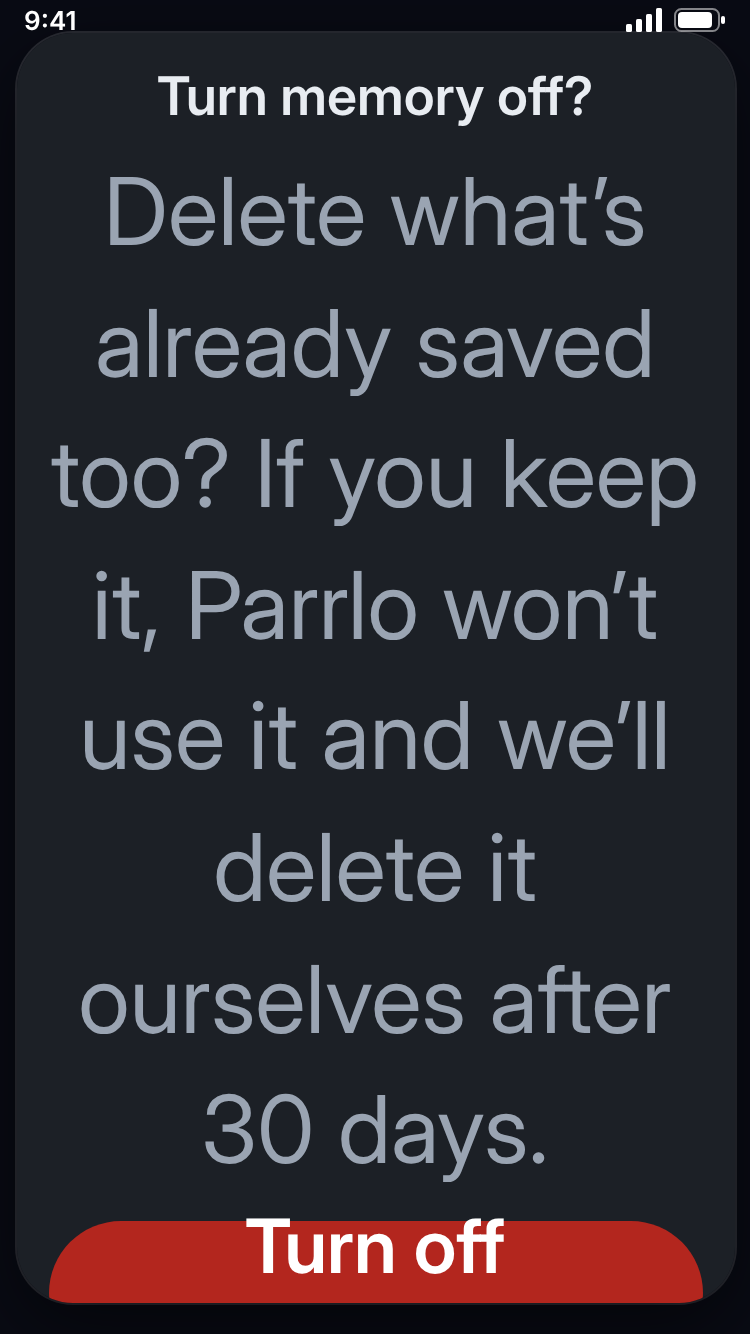 9:41
Turn memory off?
Delete what’s
already saved
too? If you keep
it, Parrlo won’t
use it and we’ll
delete it
ourselves after
30 days.
Turn off